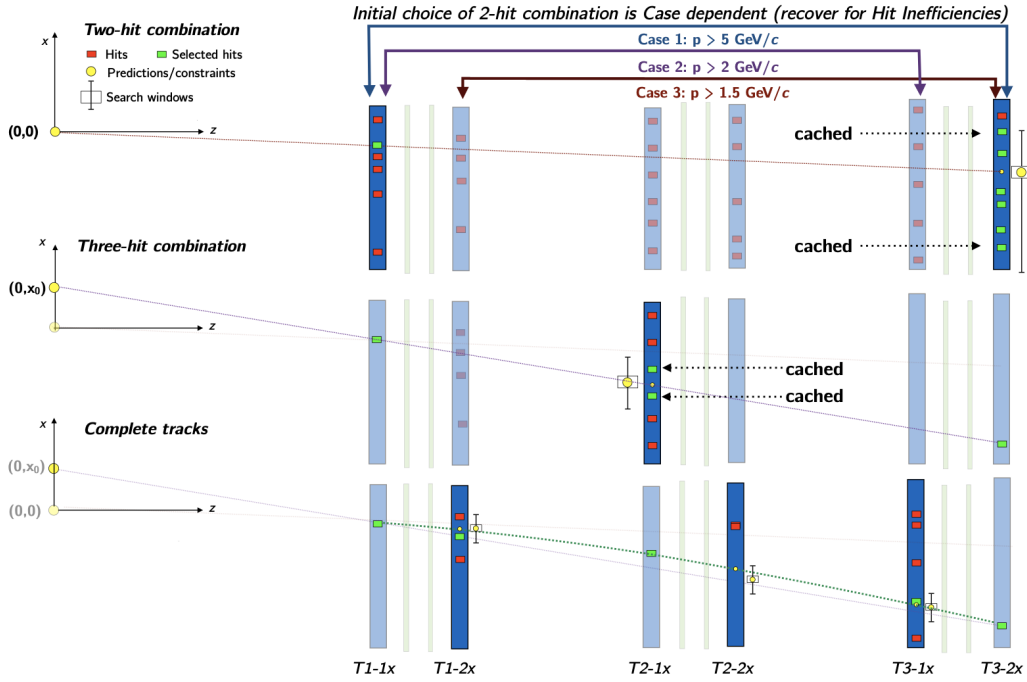 Initial choice of 2-hit combination is Case dependent (recover for Hit Inefficiencies)
Two-hit combination
Hits
Selected hits
Predictions/constraints
Search windows
Case 1: p > 5 GeV/c
Case 2: p > 2 GeV/c
Case 3: p > 1.5 GeV/c
x
(0,0)
z
cached
cached
x
Three-hit combination
(0,x₀)
z
cached
cached
x
Complete tracks
(0,x₀)
(0,0)
z
T1-1x
T1-2x
T2-1x
T2-2x
T3-1x
T3-2x